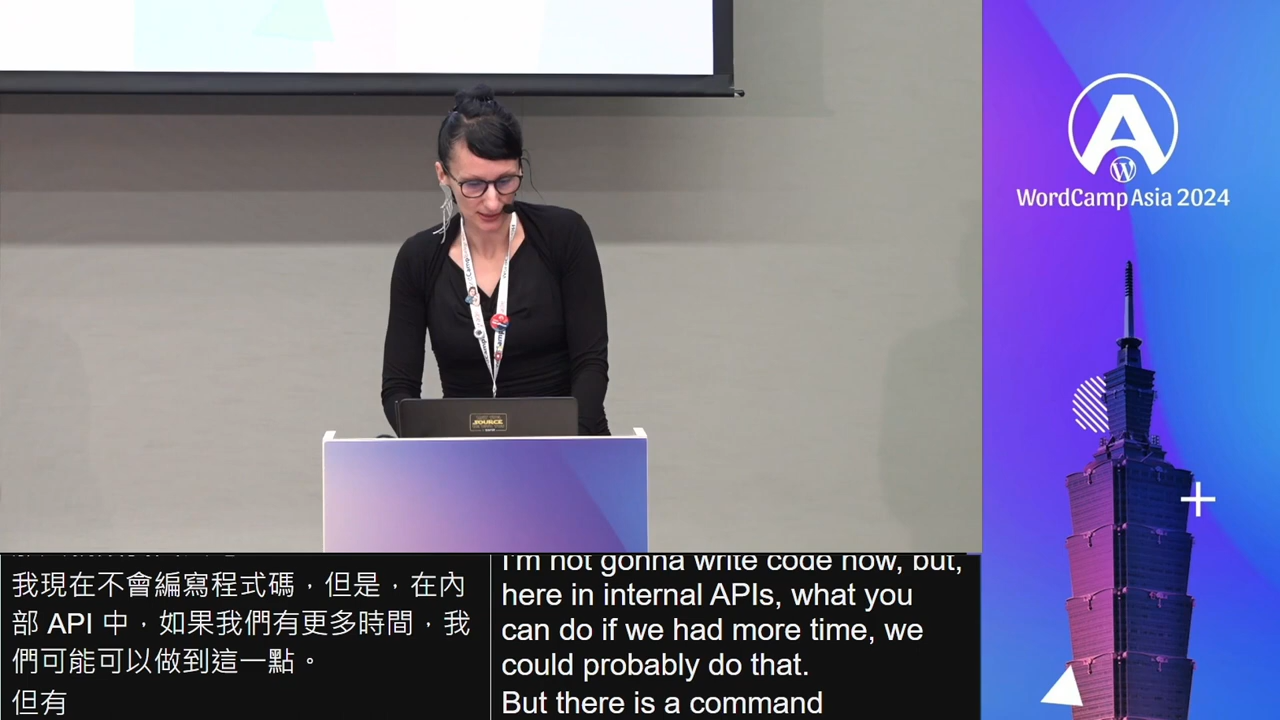 WordCamp Asia 2024
SOURCE
我現在不會編寫程式碼，但是，在內
部 API 中，如果我們有更多時間，我
們可能可以做到這一點。
但有
I'm not gonna write code now, but,
here in internal APIs, what you
can do if we had more time, we
could probably do that.
But there is a command